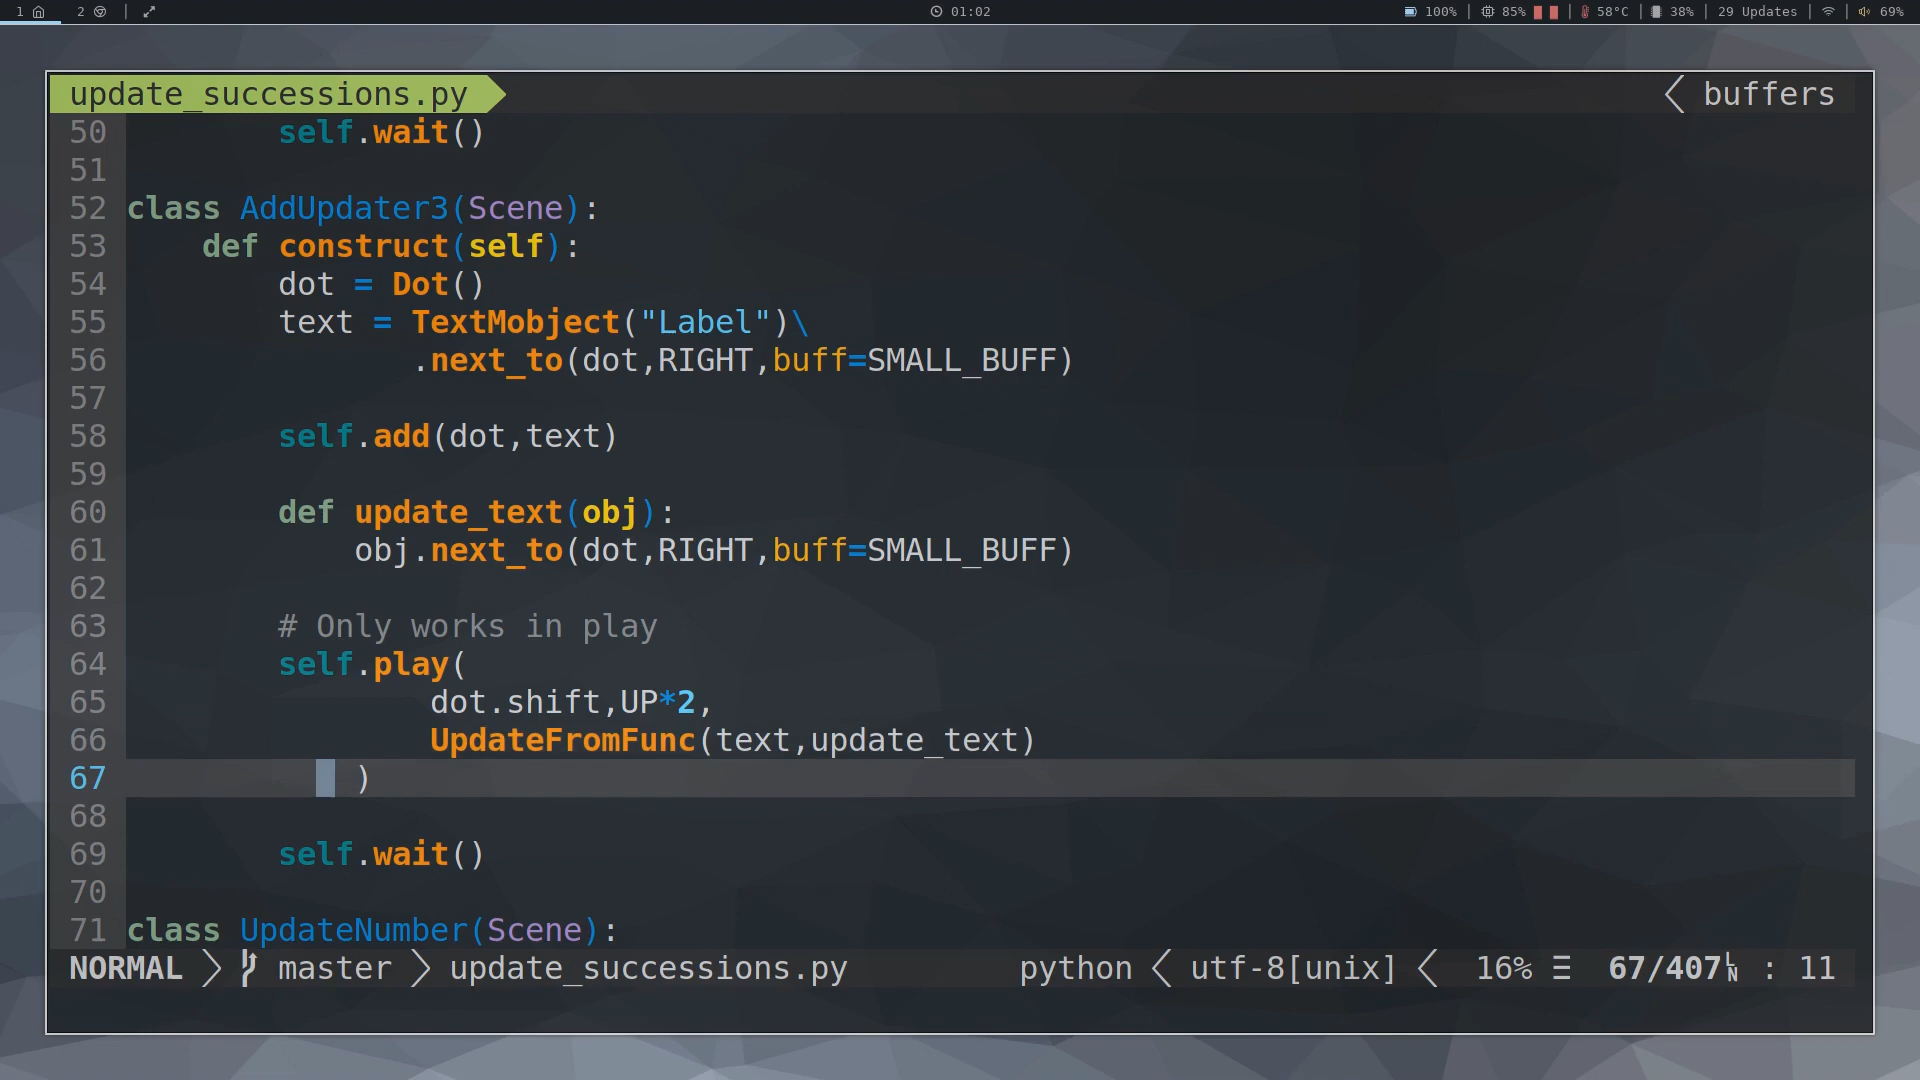 1 2 01:02 100% 85% 58°C 38% 29 Updates 69%
update_successions.py buffers
50         self.wait()
51
52 class AddUpdater3(Scene):
53     def construct(self):
54         dot = Dot()
55         text = TextMobject("Label")\
56                .next_to(dot,RIGHT,buff=SMALL_BUFF)
57
58         self.add(dot,text)
59
60         def update_text(obj):
61             obj.next_to(dot,RIGHT,buff=SMALL_BUFF)
62
63         # Only works in play
64         self.play(
65                 dot.shift,UP*2,
66                 UpdateFromFunc(text,update_text)
67             )
68
69         self.wait()
70
71 class UpdateNumber(Scene):
NORMAL master update_successions.py python utf-8[unix] 16% ☰ 67/407 LN : 11